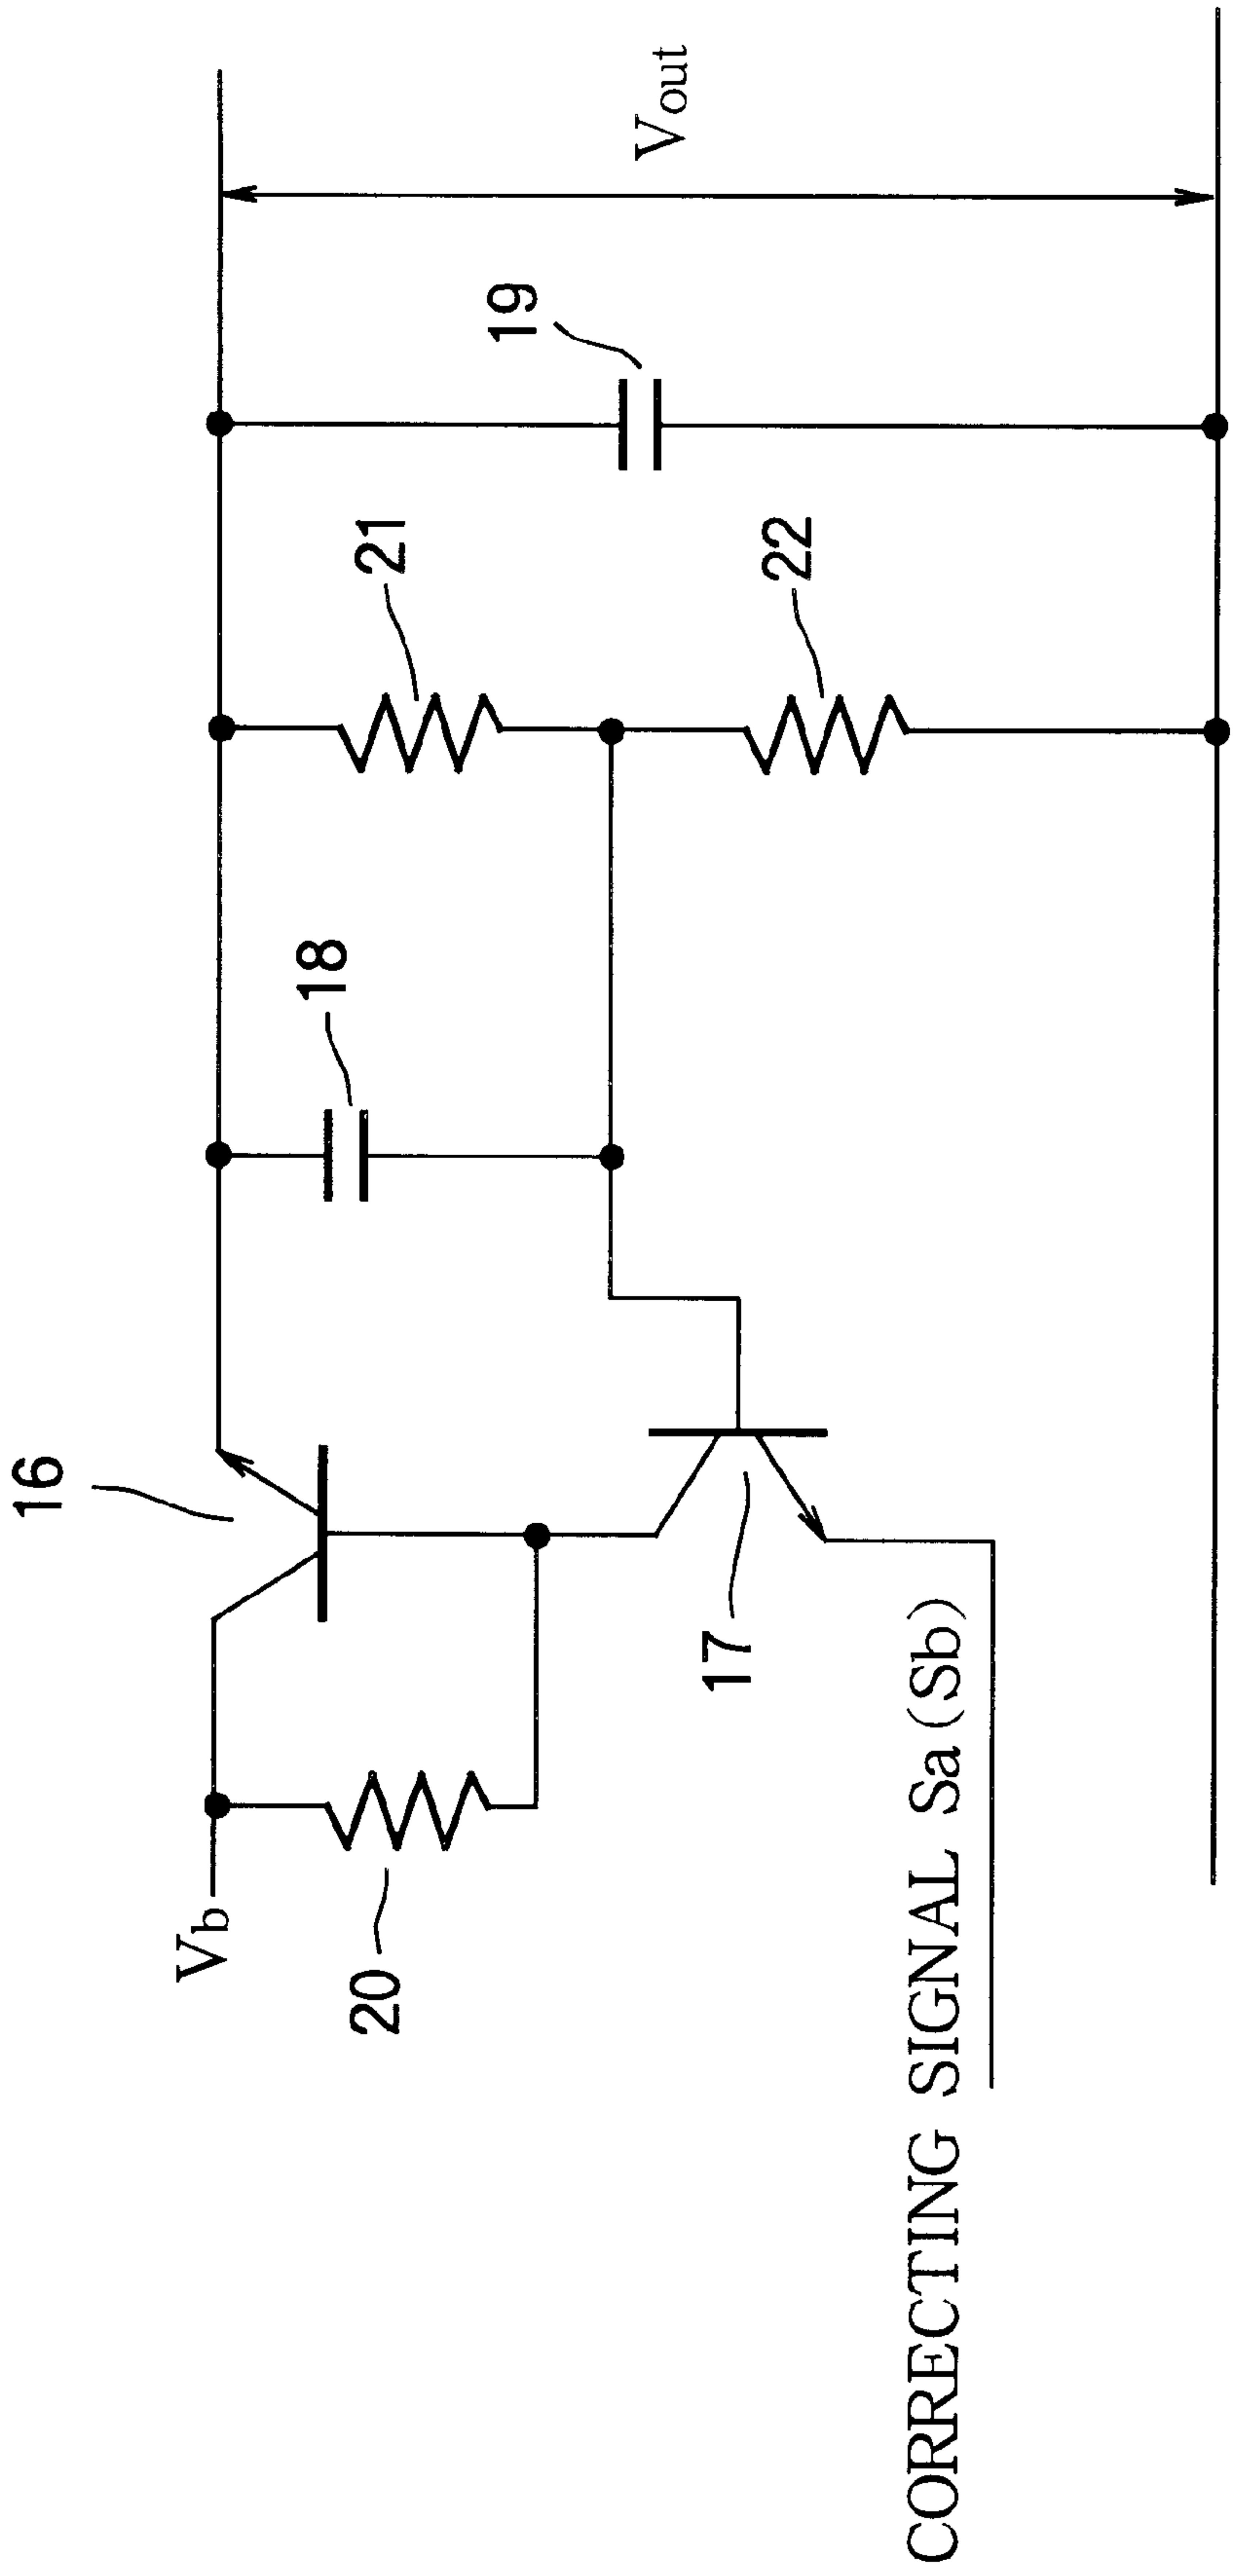 16
18
21
19
Vb
20
17
22
Vout
CORRECTING SIGNAL Sa(Sb)